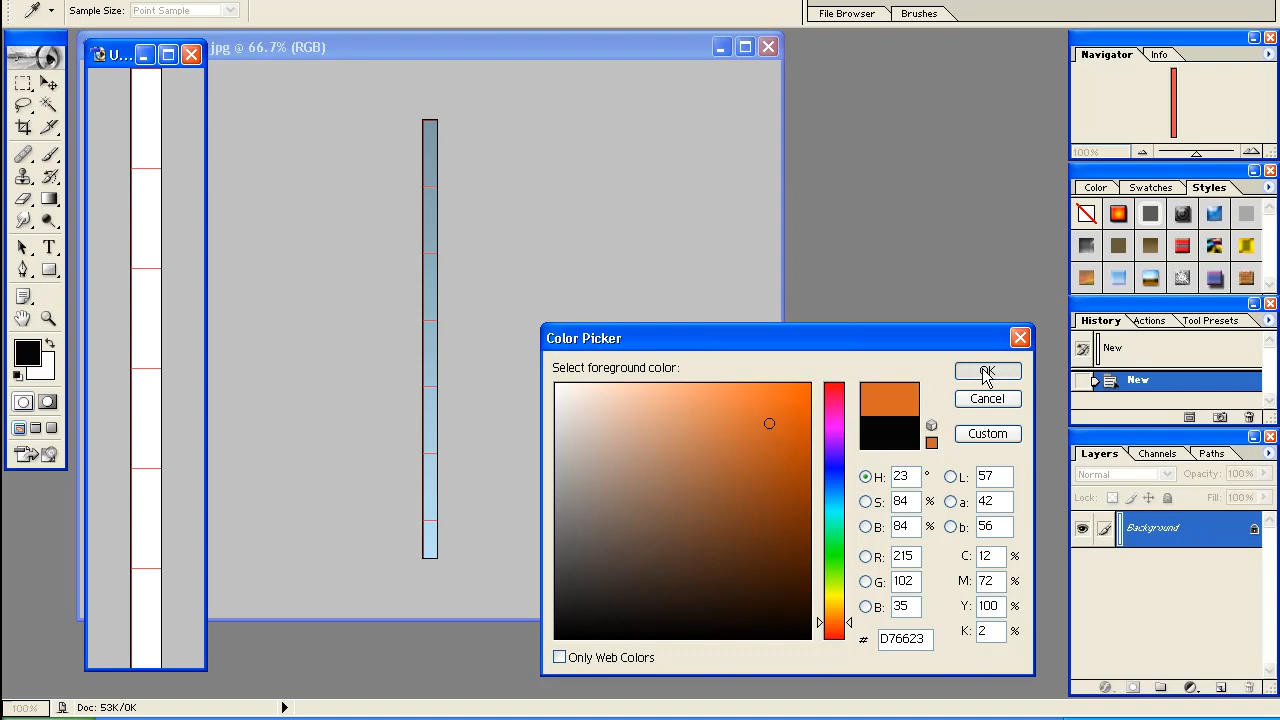 Sample Size: Point Sample
File Browser
Brushes
U...
jpg @ 66.7% (RGB)
Navigator
Info
100%
Color
Swatches
Styles
History
Actions
Tool Presets
New
New
Layers
Channels
Paths
Normal
Opacity: 100%
Lock:
Fill: 100%
Background
T
Color Picker
Select foreground color:
OK
Cancel
Custom
H: 23 °
L: 57
S: 84 %
a: 42
B: 84 %
b: 56
R: 215
C: 12 %
G: 102
M: 72 %
B: 35
Y: 100 %
# D76623
K: 2 %
Only Web Colors
100%
Doc: 53K/0K